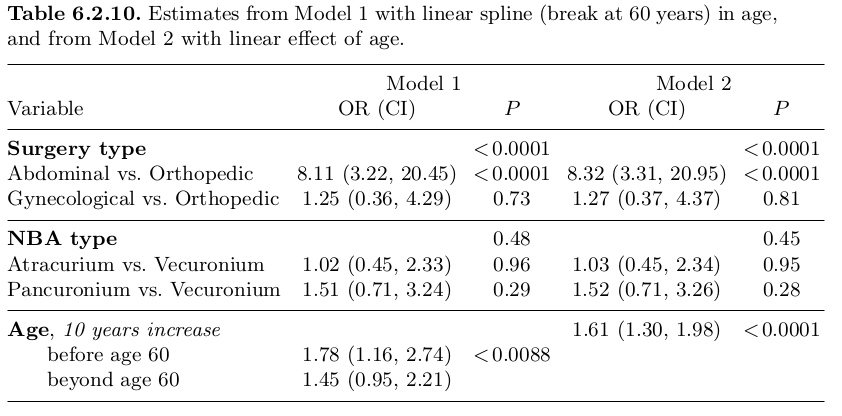 Table 6.2.10. Estimates from Model 1 with linear spline (break at 60 years) in age,
and from Model 2 with linear effect of age.
Model 1 Model 2
Variable OR (CI) P OR (CI) P
Surgery type <0.0001 <0.0001
Abdominal vs. Orthopedic 8.11 (3.22, 20.45) <0.0001 8.32 (3.31, 20.95) <0.0001
Gynecological vs. Orthopedic 1.25 (0.36, 4.29) 0.73 1.27 (0.37, 4.37) 0.81
NBA type 0.48 0.45
Atracurium vs. Vecuronium 1.02 (0.45, 2.33) 0.96 1.03 (0.45, 2.34) 0.95
Pancuronium vs. Vecuronium 1.51 (0.71, 3.24) 0.29 1.52 (0.71, 3.26) 0.28
Age, 10 years increase 1.61 (1.30, 1.98) <0.0001
before age 60 1.78 (1.16, 2.74) <0.0088
beyond age 60 1.45 (0.95, 2.21)